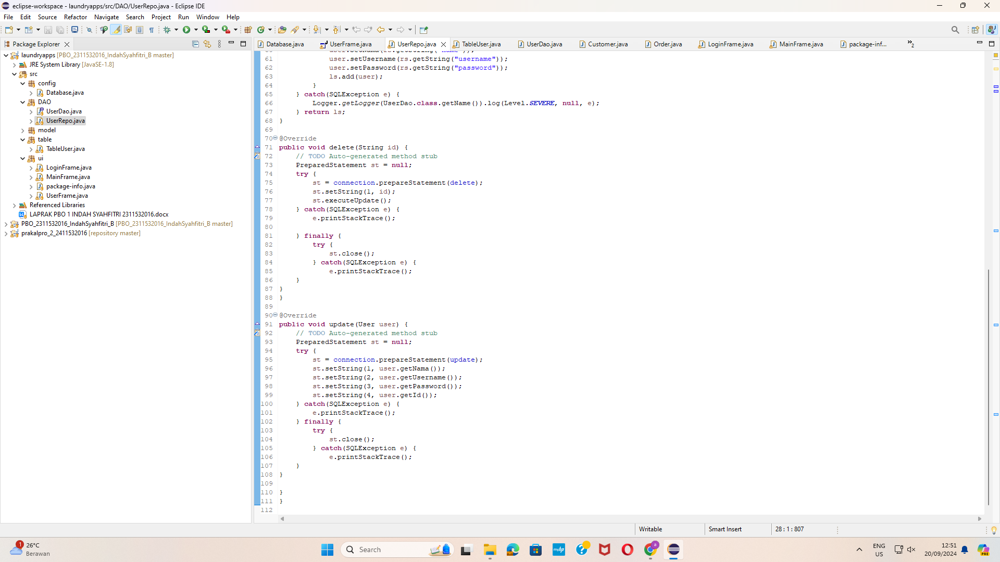 eclipse-workspace - laundryapps/src/DAO/UserRepo.java - Eclipse IDE
File Edit Source Refactor Navigate Search Project Run Window Help
Package Explorer
Database.java UserFrame.java UserRepo.java TableUser.java UserDao.java Customer.java Order.java LoginFrame.java MainFrame.java package-inf... »2
laundryapps [PBO_2311532016_IndahSyahfitri_B master]
JRE System Library [JavaSE-1.8]
src
config
Database.java
DAO
UserDao.java
UserRepo.java
model
table
TableUser.java
ui
LoginFrame.java
MainFrame.java
package-info.java
UserFrame.java
Referenced Libraries
LAPRAK PBO 1 INDAH SYAHFITRI 2311532016.docx
PBO_2311532016_IndahSyahfitri_B [PBO_2311532016_IndahSyahfitri_B master]
prakalpro_2_2411532016 [repository master]
61 user.setUsername(rs.getString("username"));
62 user.setPassword(rs.getString("password"));
63 ls.add(user);
64 }
65 } catch(SQLException e) {
66 Logger.getLogger(UserDao.class.getName()).log(Level.SEVERE, null, e);
67 } return ls;
68 }
69
70 @Override
71 public void delete(String id) {
72 // TODO Auto-generated method stub
73 PreparedStatement st = null;
74 try {
75 st = connection.prepareStatement(delete);
76 st.setString(1, id);
77 st.executeUpdate();
78 } catch(SQLException e) {
79 e.printStackTrace();
80
81 } finally {
82 try {
83 st.close();
84 } catch(SQLException e) {
85 e.printStackTrace();
86 }
87 }
88 }
89
90 @Override
91 public void update(User user) {
92 // TODO Auto-generated method stub
93 PreparedStatement st = null;
94 try {
95 st = connection.prepareStatement(update);
96 st.setString(1, user.getNama());
97 st.setString(2, user.getUsername());
98 st.setString(3, user.getPassword());
99 st.setString(4, user.getId());
100 } catch(SQLException e) {
101 e.printStackTrace();
102 } finally {
103 try {
104 st.close();
105 } catch(SQLException e) {
106 e.printStackTrace();
107 }
108 }
109
110 }
111 }
112
Writable Smart Insert 28 : 1 : 807
1
26°C
Berawan
Search
myhp
a
ENG
US
12:51
20/09/2024
PRE